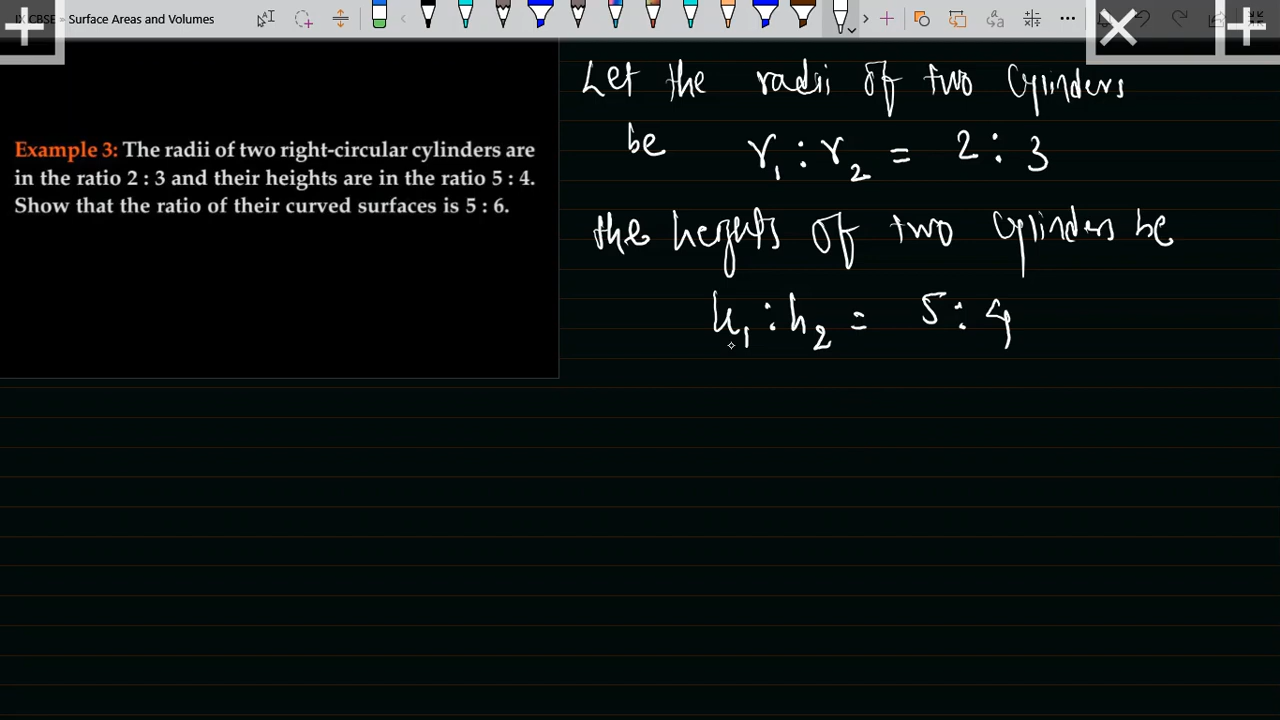 IX CBSE » Surface Areas and Volumes
Example 3: The radii of two right-circular cylinders are
in the ratio 2 : 3 and their heights are in the ratio 5 : 4.
Show that the ratio of their curved surfaces is 5 : 6.
Let the radii of two cylinders
be r₁ : r₂ = 2 : 3
the heights of two cylinders be
h₁ : h₂ = 5 : 4